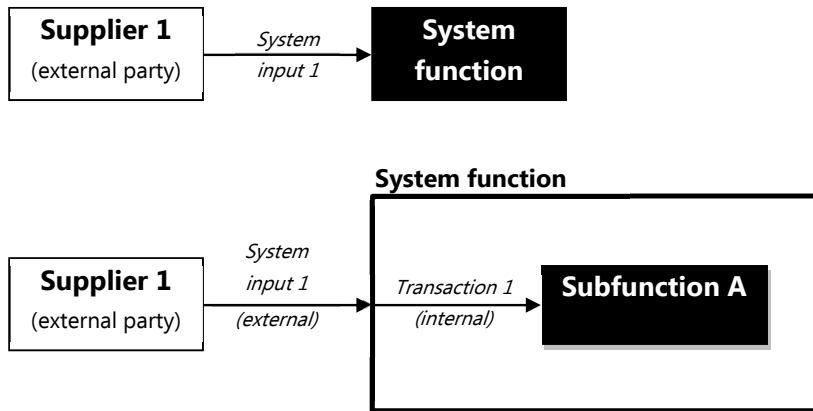 Supplier 1
(external party)
System
input 1
System
function
System function
Supplier 1
(external party)
System
input 1
(external)
Transaction 1
(internal)
Subfunction A